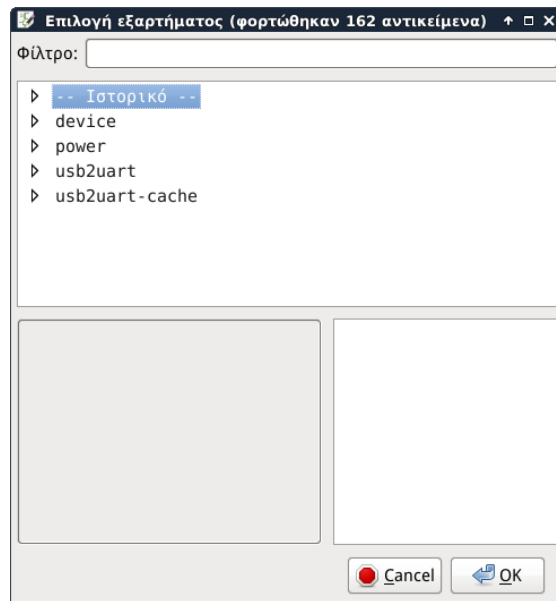 Επιλογή εξαρτήματος (φορτώθηκαν 162 αντικείμενα)
Φίλτρο:
-- Ιστορικό --
device
power
usb2uart
usb2uart-cache
Cancel OK